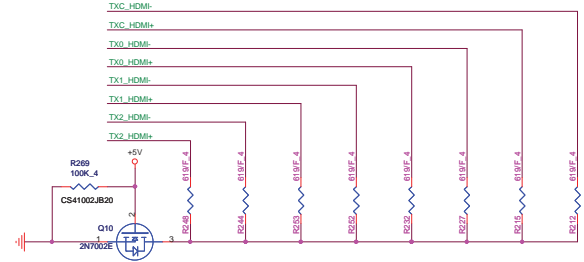 TXC_HDMI-
TXC_HDMI+
TX0_HDMI-
TX0_HDMI+
TX1_HDMI-
TX1_HDMI+
TX2_HDMI-
TX2_HDMI+
+5V
R269
100K_4
CS41002JB20
Q10
2N7002E
1
2
3
619/F_4
R248
619/F_4
R244
619/F_4
R253
619/F_4
R252
619/F_4
R232
619/F_4
R227
619/F_4
R215
619/F_4
R212